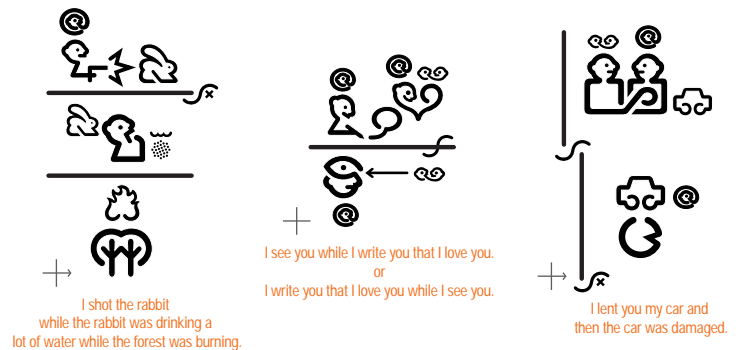 I shot the rabbit
while the rabbit was drinking a
lot of water while the forest was burning.
I see you while I write you that I love you.
or
I write you that I love you while I see you.
I lent you my car and
then the car was damaged.